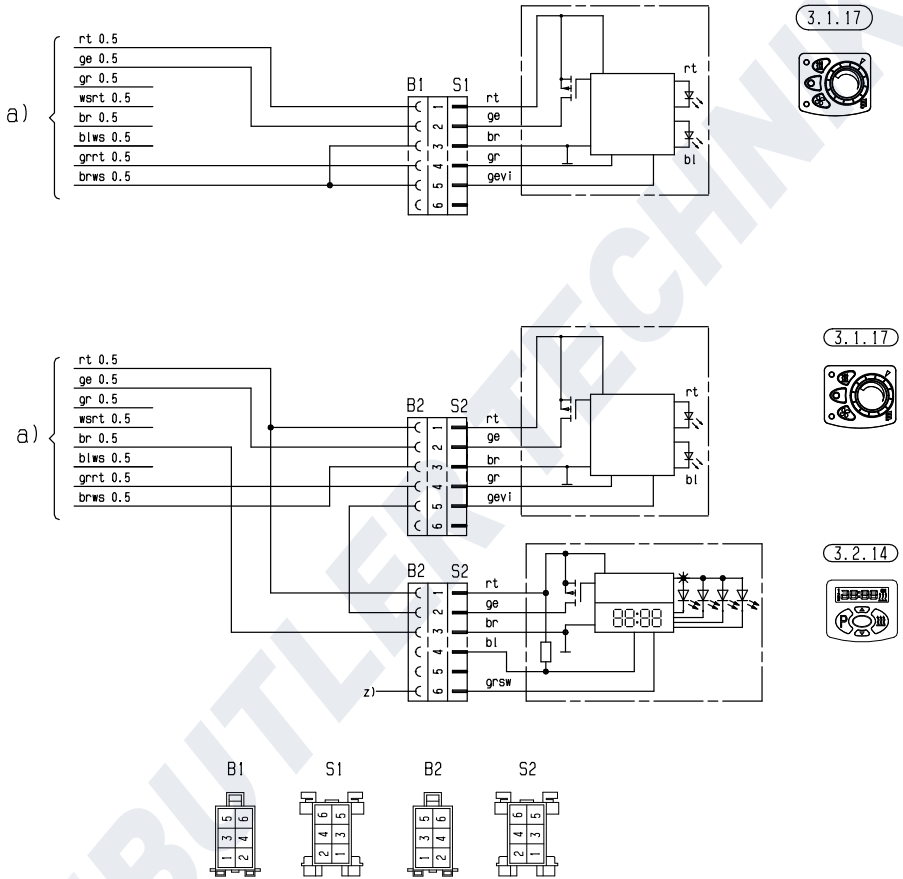 3.1.17
a)
rt 0.5
ge 0.5
gr 0.5
wsrt 0.5
br 0.5
blws 0.5
grrt 0.5
brws 0.5
B1 S1
1
2
3
4
5
6
rt
ge
br
gr
gevi
rt
bl
3.1.17
a)
rt 0.5
ge 0.5
gr 0.5
wsrt 0.5
br 0.5
blws 0.5
grrt 0.5
brws 0.5
B2 S2
1
2
3
4
5
6
rt
ge
br
gr
gevi
rt
bl
3.2.14
B2 S2
1
2
3
4
5
6
z)
rt
ge
br
bl
grsw
88:88
88:88
P
B1 S1 B2 S2
5 6 6 5 5 6 6 5
3 4 4 3 3 4 4 3
1 2 2 1 1 2 2 1
BUTLER TECHNIK